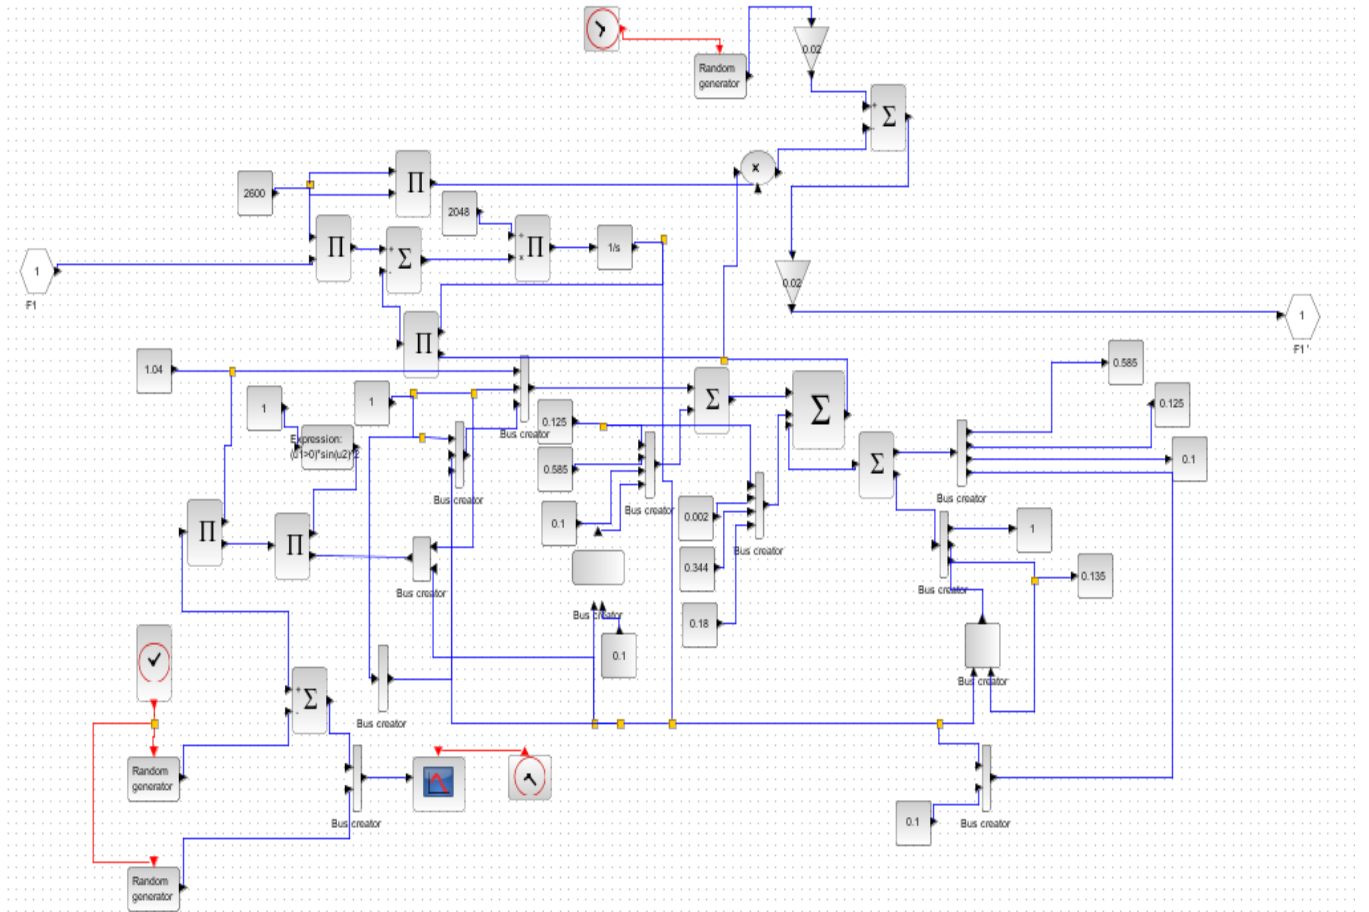 0.02
Random
generator
+
Σ
-
x
2600
Π
2048
Π
+
Σ
-
+
Π
x
1/s
1
F1
0.02
1
F1 '
Π
1.04
0.585
1
1
Σ
Σ
0.125
Expression:
(u1>0)*sin(u2)^2
0.125
Bus creator
Σ
0.1
0.585
Bus creator
Bus creator
Bus creator
0.002
0.1
Π
Π
Bus creator
1
0.344
0.135
Bus creator
Bus creator
Bus creator
0.18
0.1
Bus creator
+
Σ
-
Bus creator
Random
generator
Bus creator
0.1
Bus creator
Random
generator